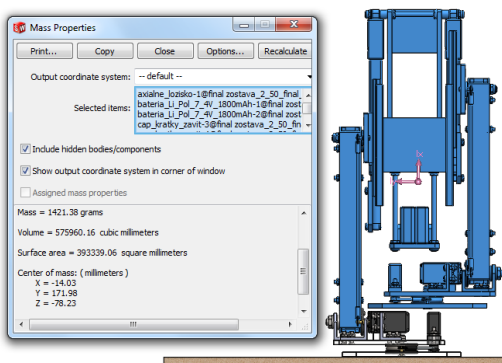 Mass Properties
Print... Copy Close Options... Recalculate
Output coordinate system: -- default --
axialne_lozisko-1@final zostava_2_50_final_
bateria_Li_Pol_7_4V_1800mAh-1@final zost
Selected items: bateria_Li_Pol_7_4V_1800mAh-2@final zost
cap_kratky_zavit-3@final zostava_2_50_fin
Include hidden bodies/components
Show output coordinate system in corner of window
Assigned mass properties
Mass = 1421.38 grams
Volume = 575960.16 cubic millimeters
Surface area = 393339.06 square millimeters
Center of mass: ( millimeters )
X = -14.03
Y = 171.98
Z = -78.23